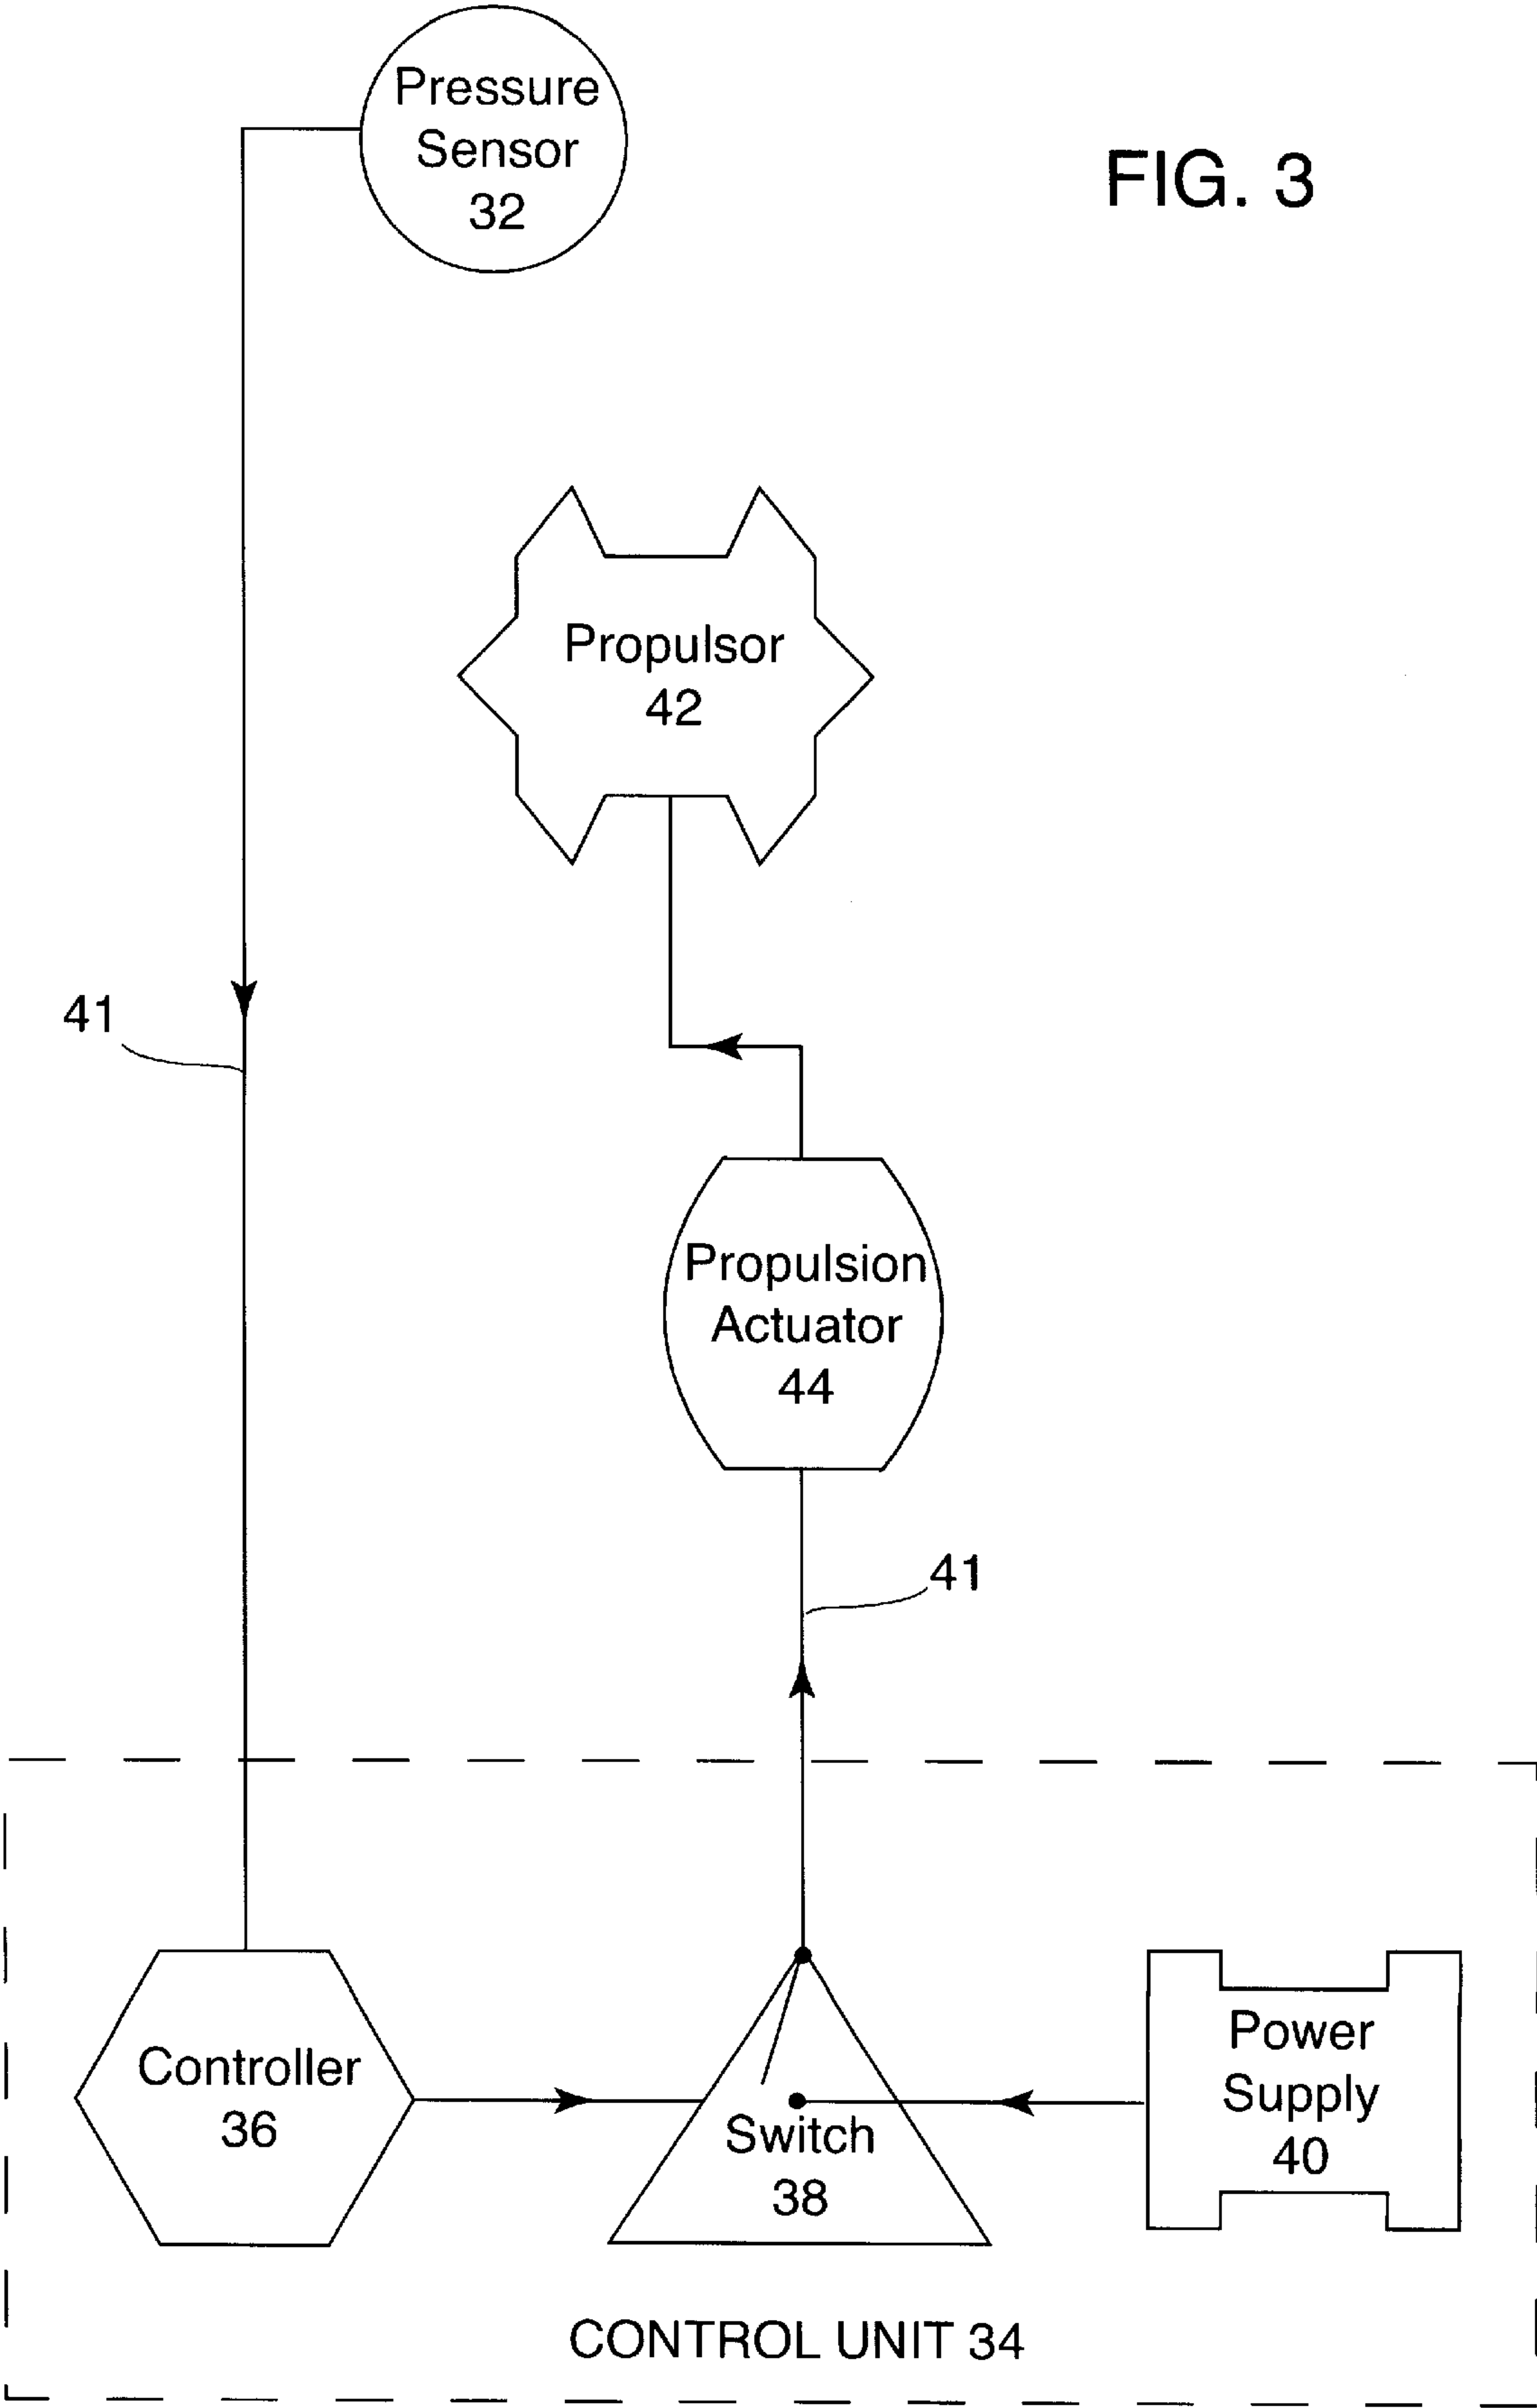 Pressure
Sensor
32
FIG. 3
Propulsor
42
41
Propulsion
Actuator
44
41
Controller
36
Switch
38
Power
Supply
40
CONTROL UNIT 34